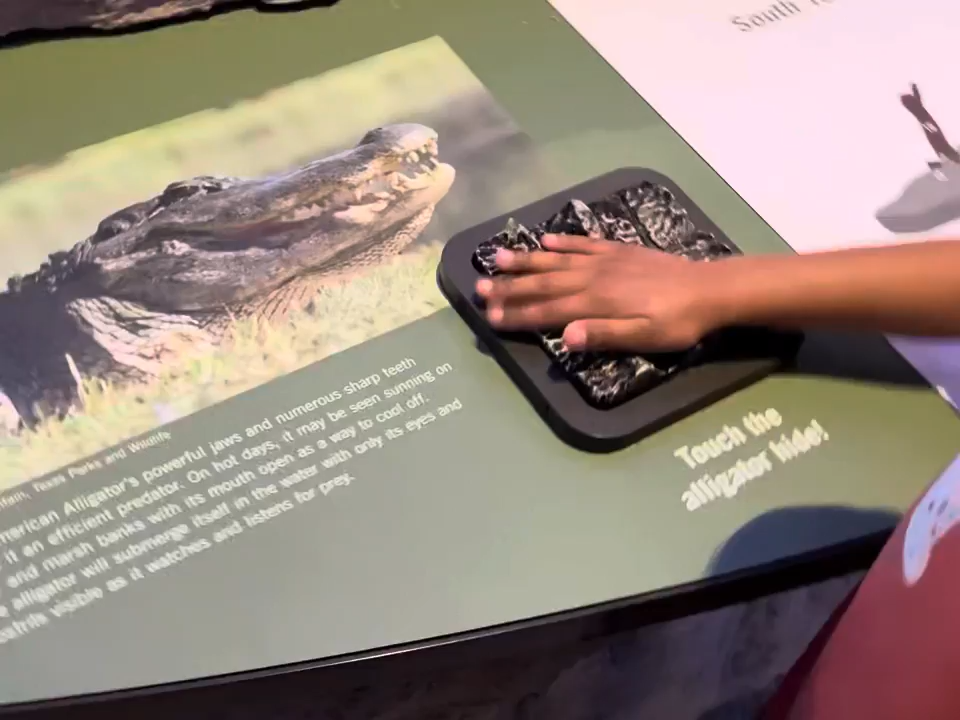 South
Texas Parks and Wildlife
American Alligator's powerful jaws and numerous sharp teeth
it an efficient predator. On hot days, it may be seen sunning on
and marsh banks with its mouth open as a way to cool off.
alligator will submerge itself in the water with only its eyes and
nostrils visible as it watches and listens for prey.
Touch the
alligator hide!